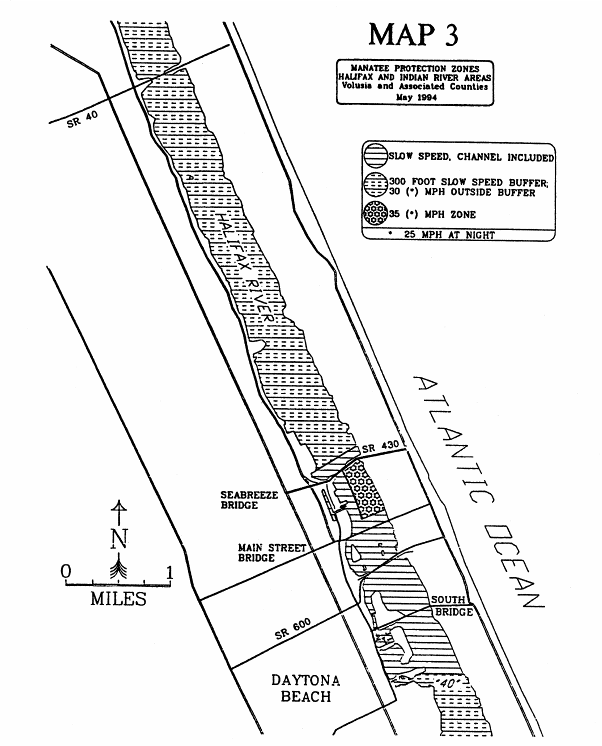 MAP 3
MANATEE PROTECTION ZONES
HALIFAX AND INDIAN RIVER AREAS
Volusia and Associated Counties
May 1994
SLOW SPEED, CHANNEL INCLUDED
300 FOOT SLOW SPEED BUFFER;
30 (*) MPH OUTSIDE BUFFER
35 (*) MPH ZONE
* 25 MPH AT NIGHT
SR 40
HALIFAX RIVER
ATLANTIC OCEAN
SR 430
SEABREEZE
BRIDGE
MAIN STREET
BRIDGE
N
0 1
MILES
SOUTH
BRIDGE
SR 600
DAYTONA
BEACH
"40"